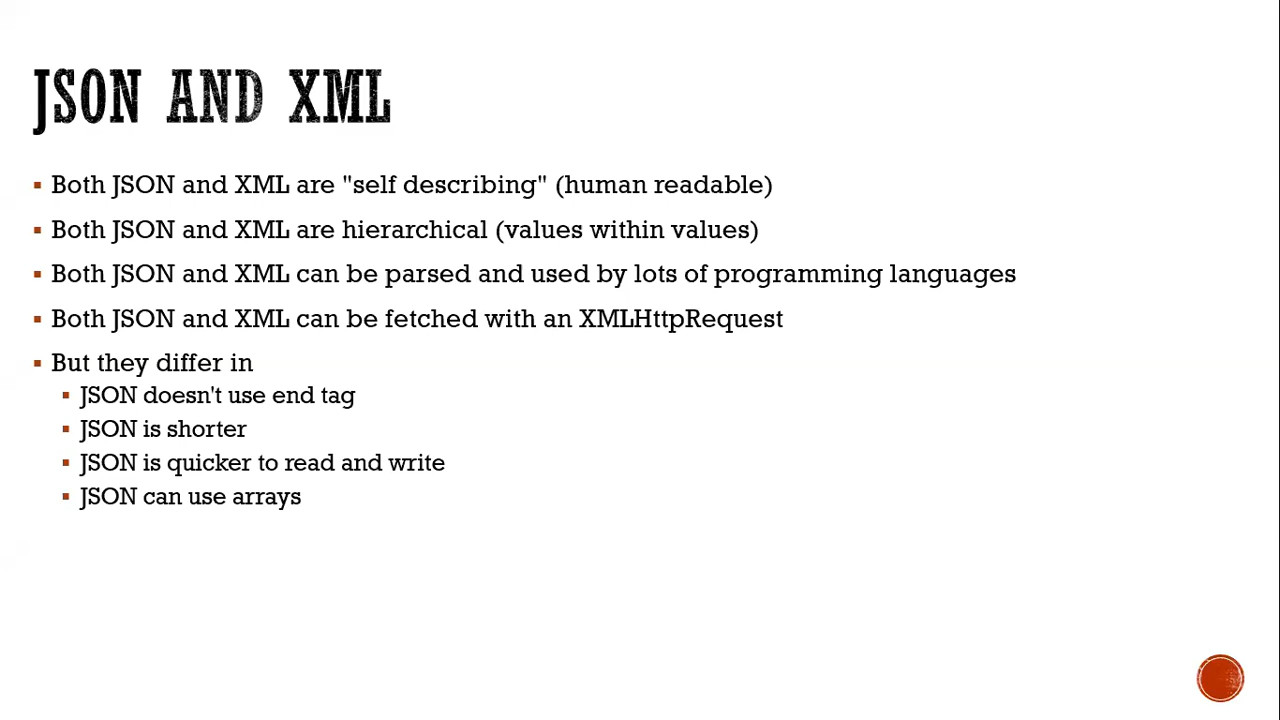 JSON AND XML
▪ Both JSON and XML are "self describing" (human readable)
▪ Both JSON and XML are hierarchical (values within values)
▪ Both JSON and XML can be parsed and used by lots of programming languages
▪ Both JSON and XML can be fetched with an XMLHttpRequest
▪ But they differ in
▪ JSON doesn't use end tag
▪ JSON is shorter
▪ JSON is quicker to read and write
▪ JSON can use arrays